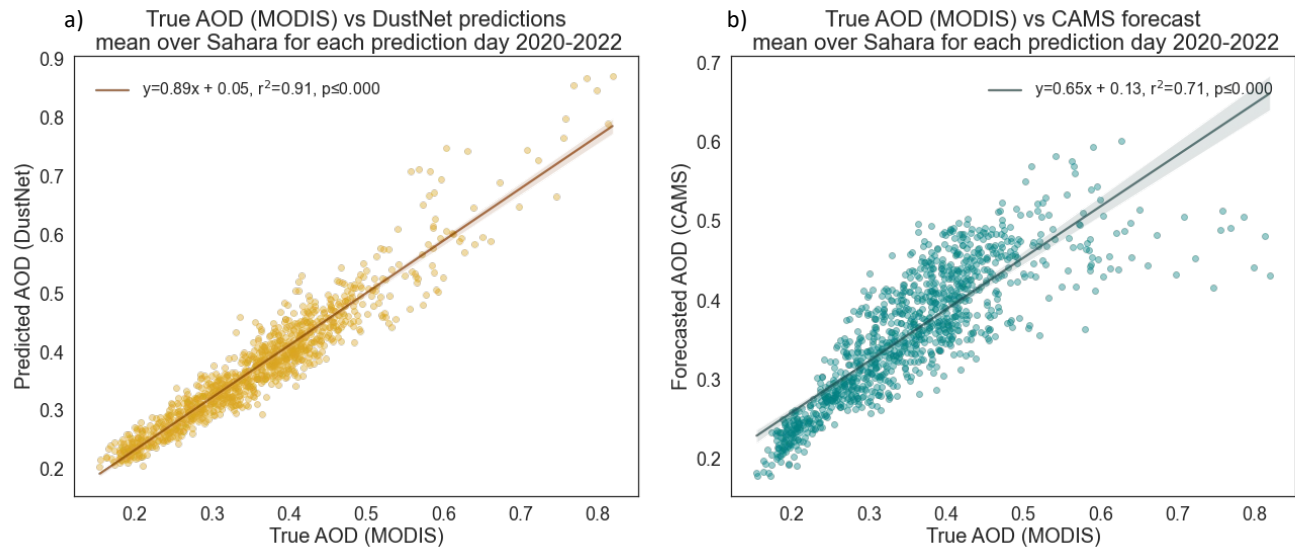 a)
True AOD (MODIS) vs DustNet predictions
mean over Sahara for each prediction day 2020-2022
y=0.89x + 0.05, r²=0.91, p≤0.000
Predicted AOD (DustNet)
0.9
0.8
0.7
0.6
0.5
0.4
0.3
0.2
0.2 0.3 0.4 0.5 0.6 0.7 0.8
True AOD (MODIS)
b)
True AOD (MODIS) vs CAMS forecast
mean over Sahara for each prediction day 2020-2022
y=0.65x + 0.13, r²=0.71, p≤0.000
Forecasted AOD (CAMS)
0.7
0.6
0.5
0.4
0.3
0.2
0.2 0.3 0.4 0.5 0.6 0.7 0.8
True AOD (MODIS)